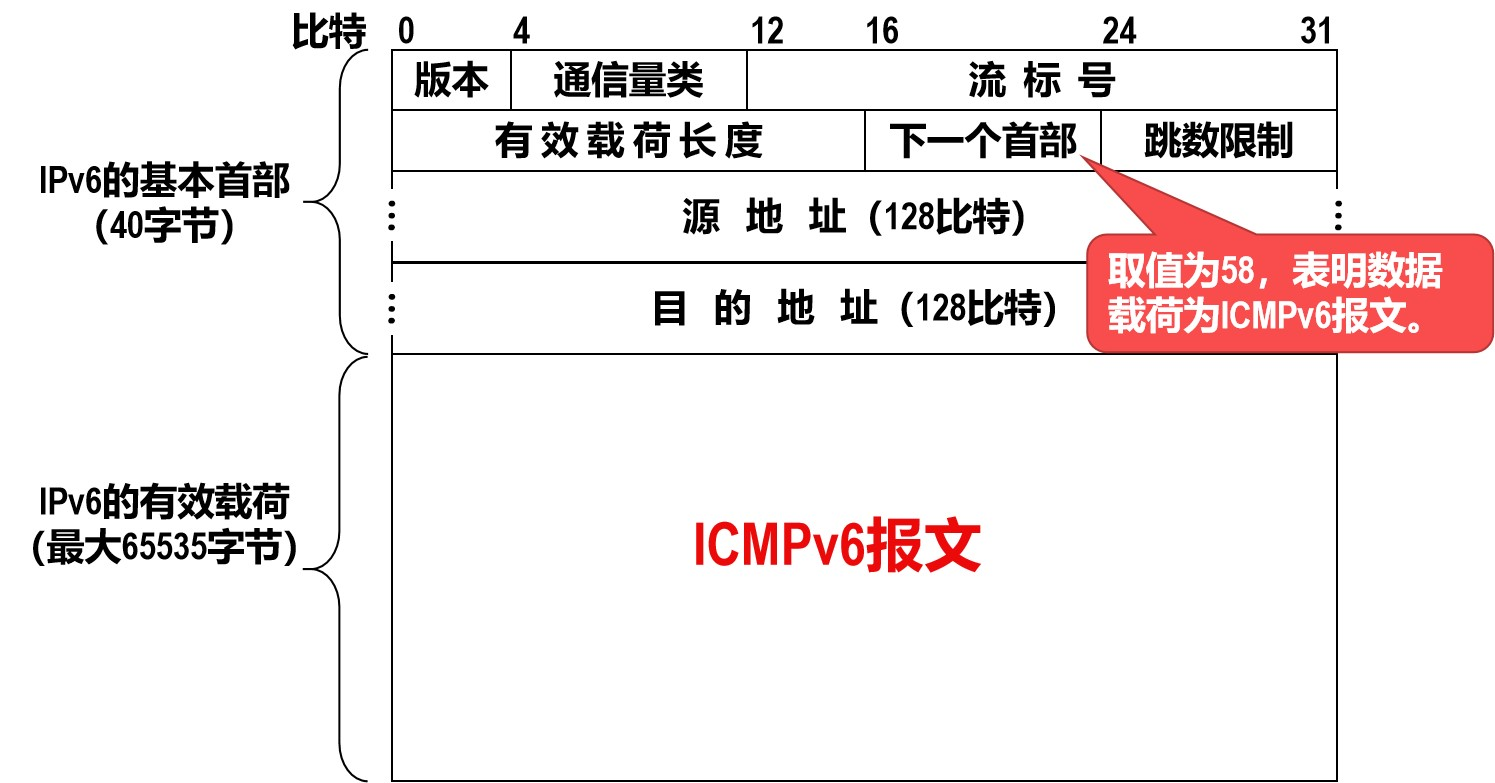 比特 0 4 12 16 24 31
版本 通信量类 流 标 号
有 效 载 荷 长 度 下一个首部 跳数限制
IPv6的基本首部
（40字节）
源 地 址（128比特）
取值为58，表明数据
载荷为ICMPv6报文。
目 的 地 址（128比特）
IPv6的有效载荷
（最大65535字节）
ICMPv6报文